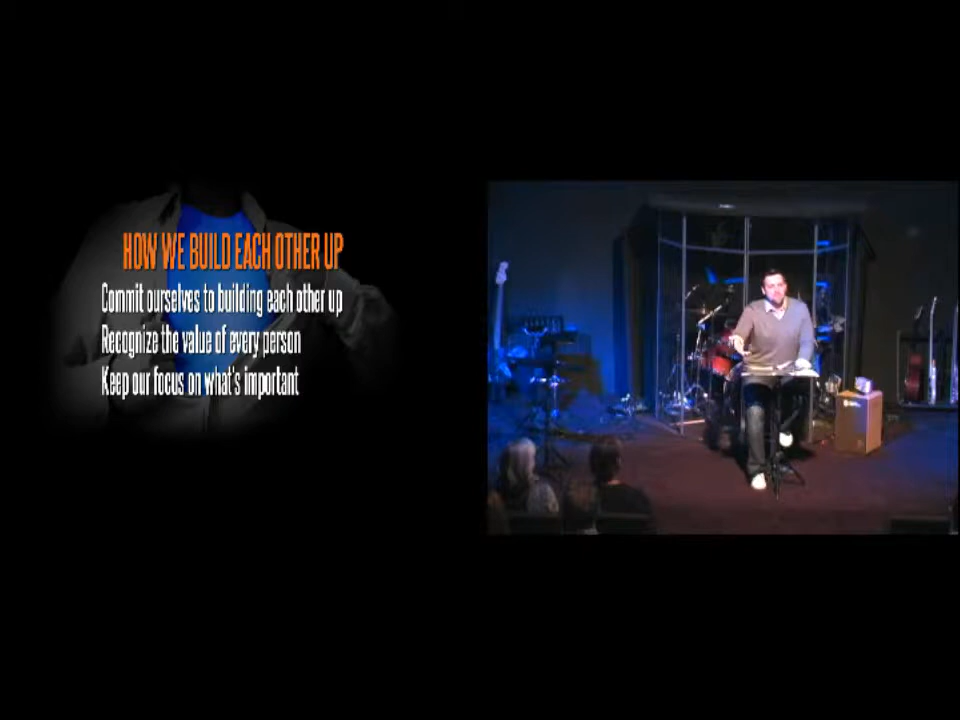 HOW WE BUILD EACH OTHER UP
Commit ourselves to building each other up
Recognize the value of every person
Keep our focus on what's important